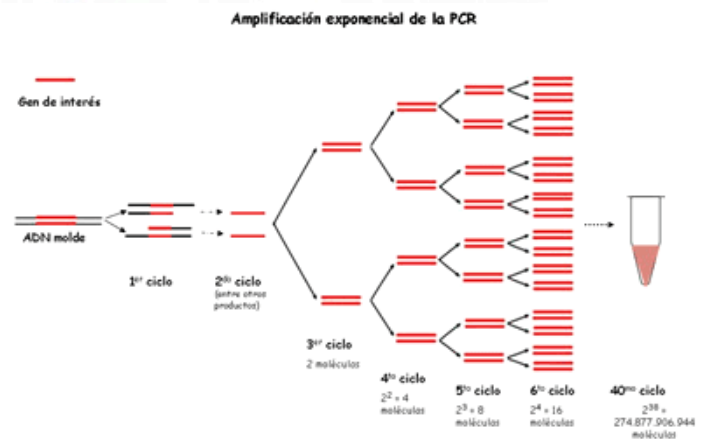 Amplificación exponencial de la PCR
Gen de interés
ADN molde
1er ciclo
2do ciclo
(entre otros
productos)
3er ciclo
2 moléculas
4to ciclo
2² = 4
moléculas
5to ciclo
2³ = 8
moléculas
6to ciclo
2⁴ = 16
moléculas
40mo ciclo
2³⁸ =
274.877.906.944
moléculas